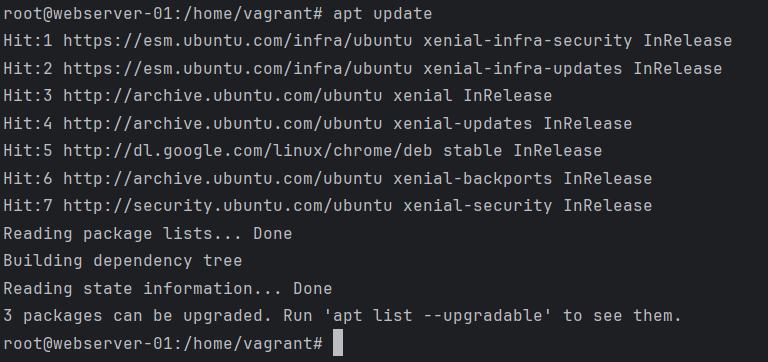 root@webserver-01:/home/vagrant# apt update
Hit:1 https://esm.ubuntu.com/infra/ubuntu xenial-infra-security InRelease
Hit:2 https://esm.ubuntu.com/infra/ubuntu xenial-infra-updates InRelease
Hit:3 http://archive.ubuntu.com/ubuntu xenial InRelease
Hit:4 http://archive.ubuntu.com/ubuntu xenial-updates InRelease
Hit:5 http://dl.google.com/linux/chrome/deb stable InRelease
Hit:6 http://archive.ubuntu.com/ubuntu xenial-backports InRelease
Hit:7 http://security.ubuntu.com/ubuntu xenial-security InRelease
Reading package lists... Done
Building dependency tree
Reading state information... Done
3 packages can be upgraded. Run 'apt list --upgradable' to see them.
root@webserver-01:/home/vagrant#